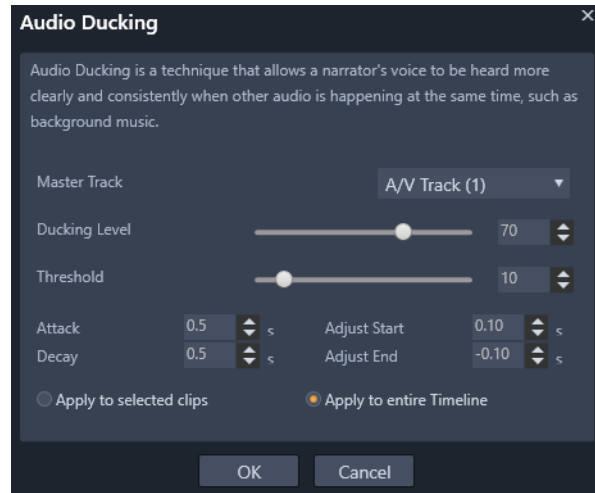 Audio Ducking
Audio Ducking is a technique that allows a narrator's voice to be heard more
clearly and consistently when other audio is happening at the same time, such as
background music.
Master Track A/V Track (1)
Ducking Level 70
Threshold 10
Attack 0.5 s Adjust Start 0.10 s
Decay 0.5 s Adjust End -0.10 s
Apply to selected clips Apply to entire Timeline
OK Cancel